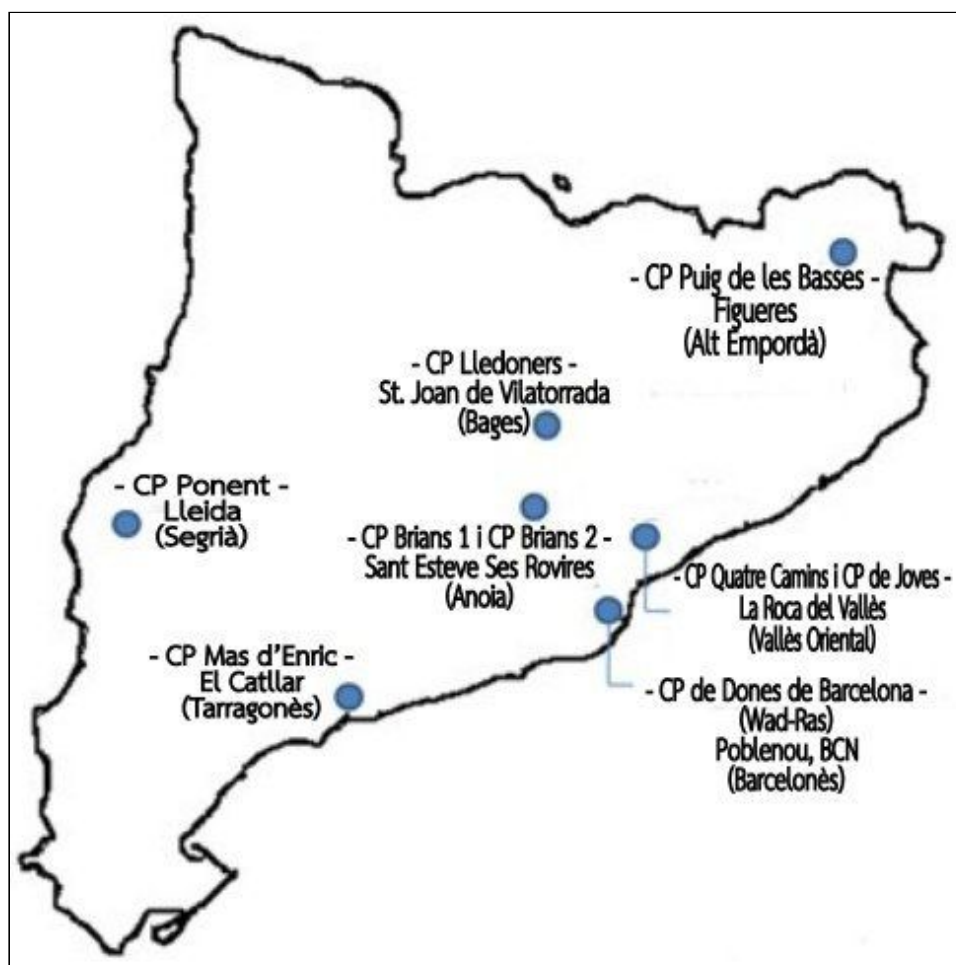 - CP Puig de les Basses -
Figueres
(Alt Empordà)
- CP Lledoners -
St. Joan de Vilatorrada
(Bages)
- CP Ponent -
Lleida
(Segrià)
- CP Brians 1 i CP Brians 2 -
Sant Esteve Ses Rovires
(Anoia)
- CP Quatre Camins i CP de Joves -
La Roca del Vallès
(Vallès Oriental)
- CP Mas d'Enric -
El Catllar
(Tarragonès)
- CP de Dones de Barcelona -
(Wad-Ras)
Poblenou, BCN
(Barcelonès)